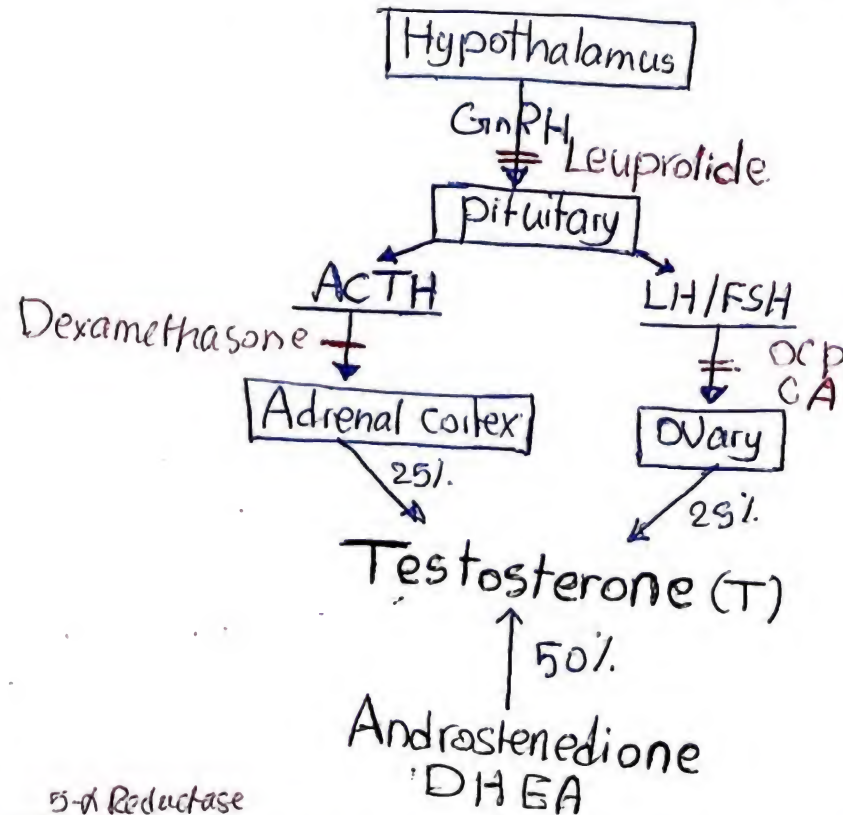 Hypothalamus
GnRH
Leuprolide
Pituitary
ACTH
LH/FSH
Dexamethasone
OCP
CA
Adrenal cortex
Ovary
25%
25%
Testosterone (T)
50%
Androstenedione
DHEA
5-α Reductase